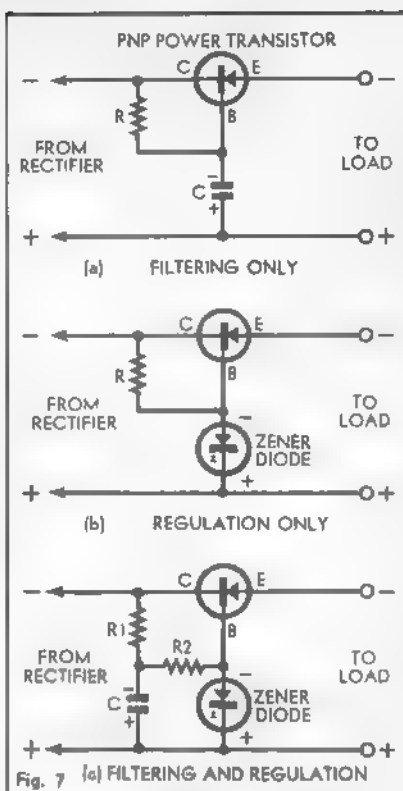 PNP POWER TRANSISTOR
- C E -
R B
FROM RECTIFIER
TO LOAD
- C +
+ +
(a) FILTERING ONLY
- C E -
R B
FROM RECTIFIER
TO LOAD
-
ZENER DIODE
z
+ + +
(b) REGULATION ONLY
- C E -
R1 B
R2
FROM RECTIFIER
TO LOAD
- C +
-
ZENER DIODE
z
+ + +
Fig. 7 (c) FILTERING AND REGULATION